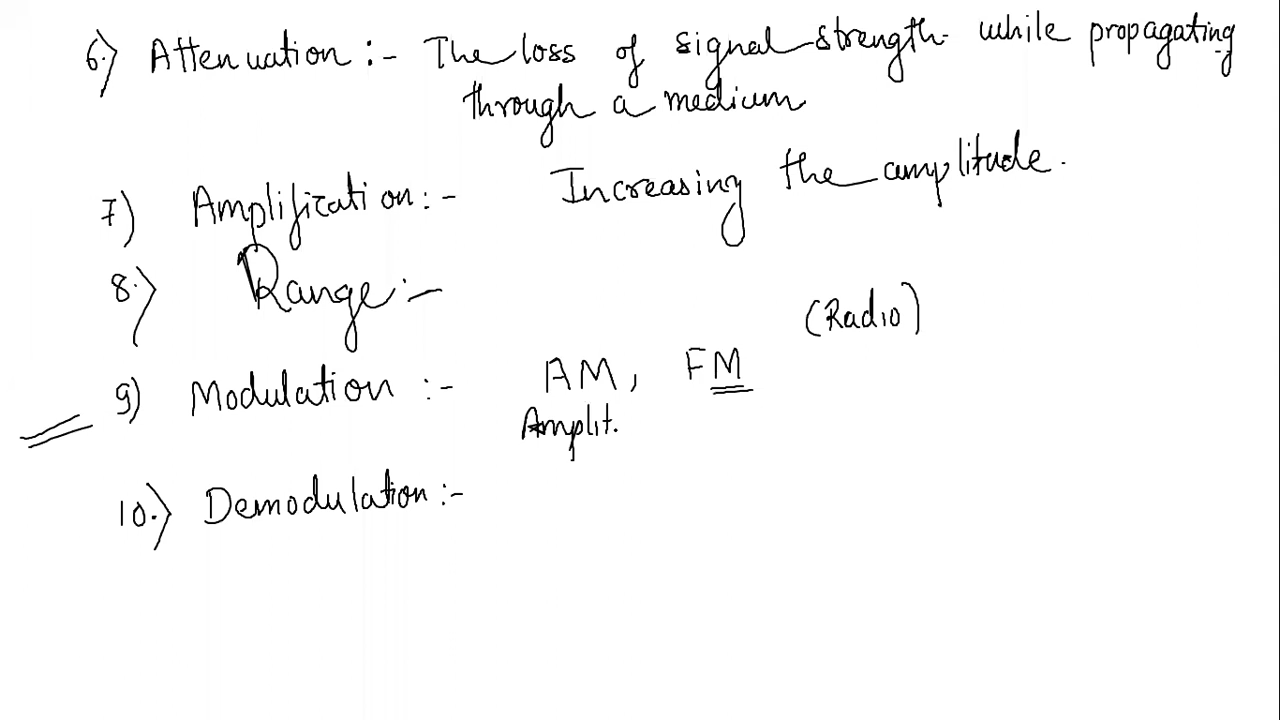 6.) Attenuation :- The loss of signal strength while propagating
through a medium
7) Amplification :- Increasing the amplitude.
8.) Range :-
(Radio)
9) Modulation :- AM, FM
Amplit.
10.) Demodulation :-